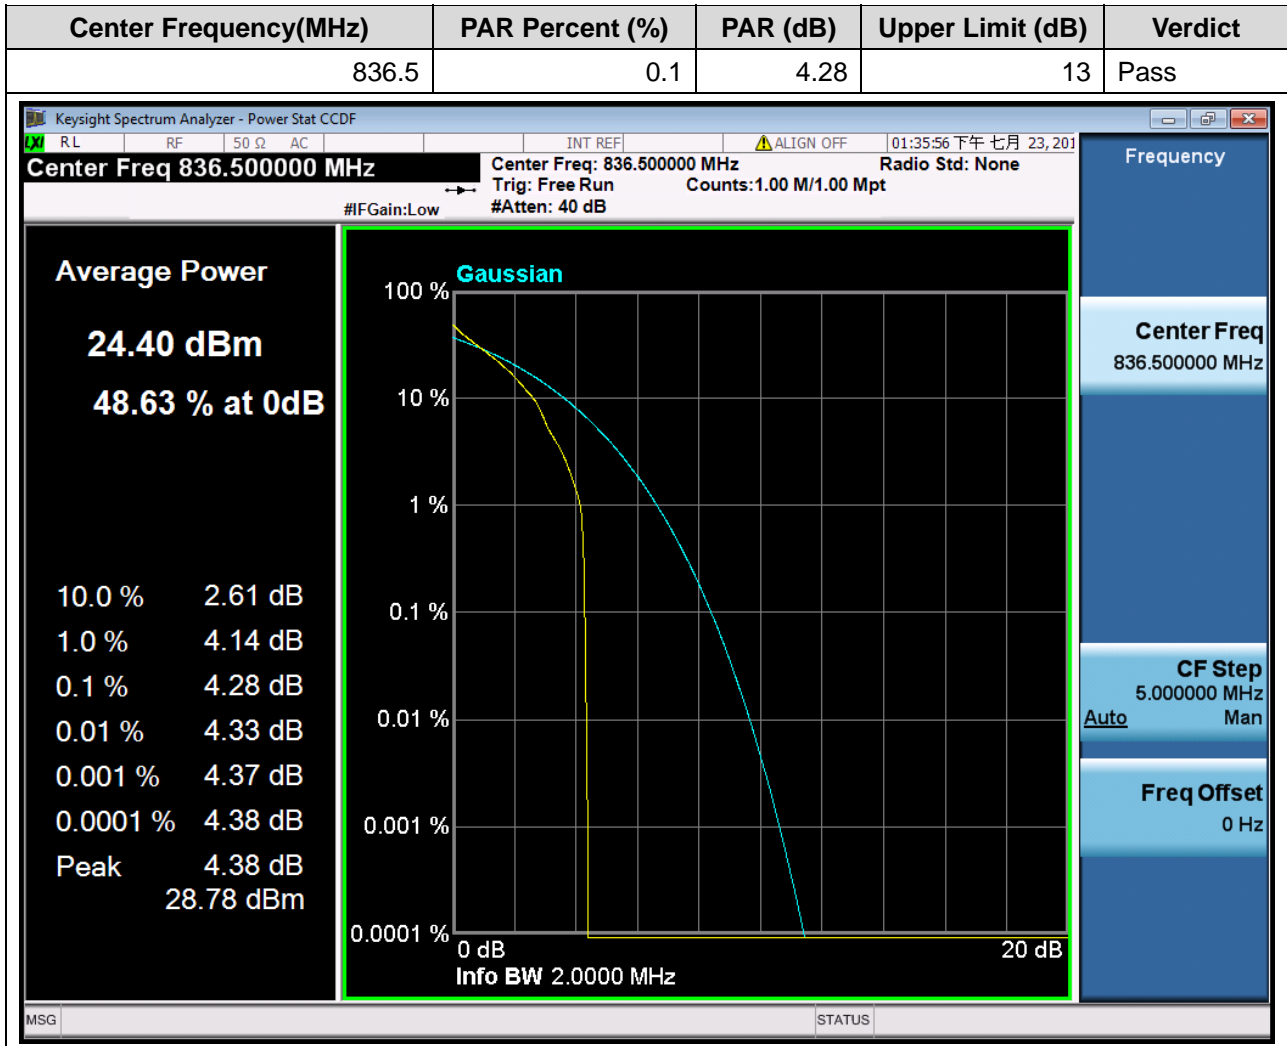 Center Frequency(MHz) PAR Percent (%) PAR (dB) Upper Limit (dB) Verdict
836.5 0.1 4.28 13 Pass
Keysight Spectrum Analyzer - Power Stat CCDF
LXI RL RF 50 Ω AC INT REF ALIGN OFF 01:35:56 下午 七月 23, 201
Center Freq 836.500000 MHz
Center Freq: 836.500000 MHz Radio Std: None
Trig: Free Run Counts:1.00 M/1.00 Mpt
#IFGain:Low #Atten: 40 dB
Average Power
24.40 dBm
48.63 % at 0dB
10.0 % 2.61 dB
1.0 % 4.14 dB
0.1 % 4.28 dB
0.01 % 4.33 dB
0.001 % 4.37 dB
0.0001 % 4.38 dB
Peak 4.38 dB
28.78 dBm
Gaussian
100 %
10 %
1 %
0.1 %
0.01 %
0.001 %
0.0001 %
0 dB 20 dB
Info BW 2.0000 MHz
Frequency
Center Freq
836.500000 MHz
CF Step
5.000000 MHz
Auto Man
Freq Offset
0 Hz
MSG STATUS